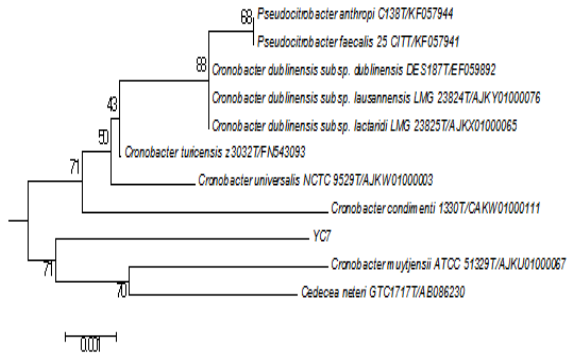 68
Pseudocitrobacter anthropi C138T/KF057944
Pseudocitrobacter faecalis 25 CITT/KF057941
88
Cronobacter dublinensis subsp. dublinensis DES187T/EF059892
Cronobacter dublinensis subsp. lausannensis LMG 23824T/AJKY01000076
43
Cronobacter dublinensis subsp. lactaridi LMG 23825T/AJKX01000065
50
Cronobacter turicensis z3032T/FN543093
71
Cronobacter universalis NCTC 9529T/AJKW01000003
Cronobacter condimenti 1330T/CAKW01000111
YC7
71
Cronobacter muytjensii ATCC 51329T/AJKU01000067
70
Cedecea neteri GTC1717T/AB086230
0.001